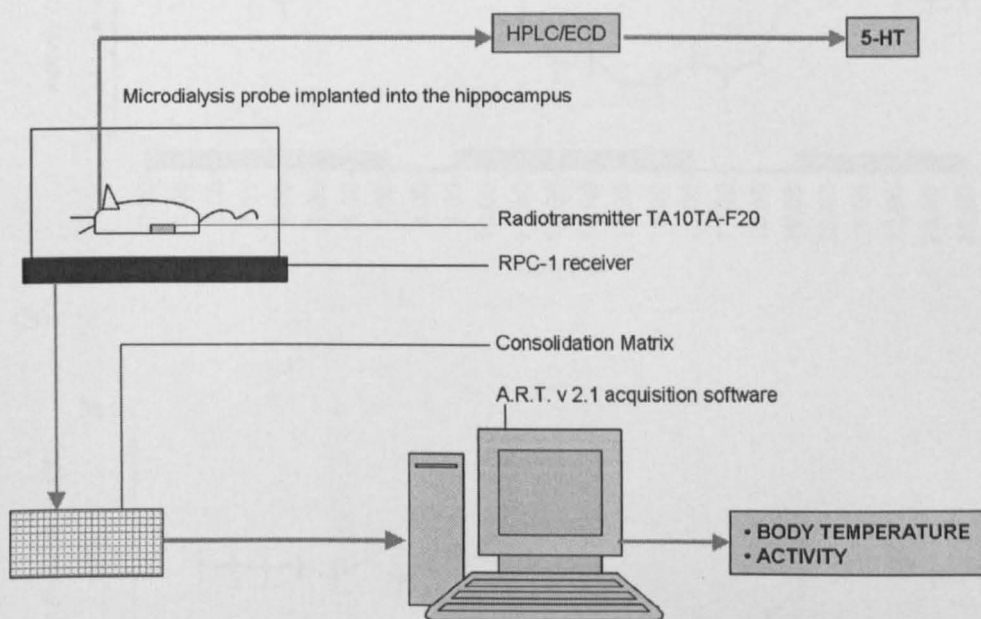 HPLC/ECD
5-HT
Microdialysis probe implanted into the hippocampus
Radiotransmitter TA10TA-F20
RPC-1 receiver
Consolidation Matrix
A.R.T. v 2.1 acquisition software
• BODY TEMPERATURE
• ACTIVITY